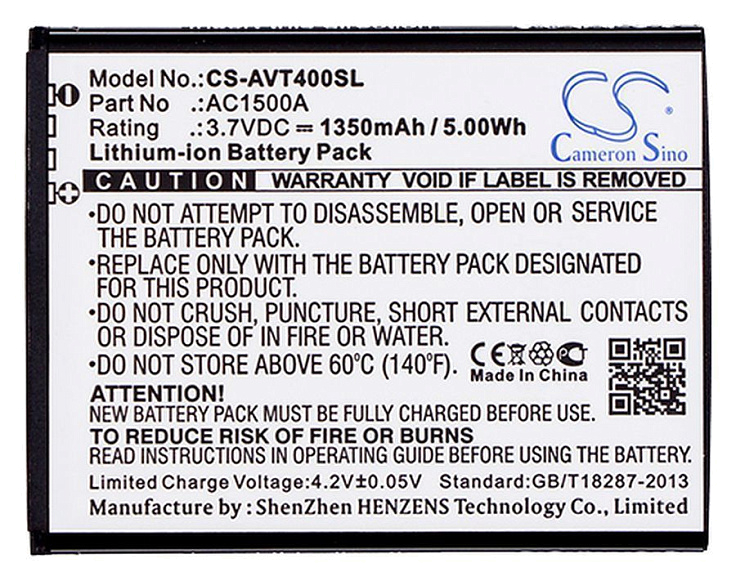 Model No.:CS-AVT400SL
Part No .:AC1500A
Rating .:3.7VDC ⎓ 1350mAh / 5.00Wh
Lithium-ion Battery Pack
CS
Cameron Sino
CAUTION WARRANTY VOID IF LABEL IS REMOVED
•DO NOT ATTEMPT TO DISASSEMBLE, OPEN OR SERVICE
THE BATTERY PACK.
•REPLACE ONLY WITH THE BATTERY PACK DESIGNATED
FOR THIS PRODUCT.
•DO NOT CRUSH, PUNCTURE, SHORT EXTERNAL CONTACTS
OR DISPOSE OF IN FIRE OR WATER.
•DO NOT STORE ABOVE 60°C (140°F).
CE
Made In China
ATTENTION!
NEW BATTERY PACK MUST BE FULLY CHARGED BEFORE USE.
TO REDUCE RISK OF FIRE OR BURNS
READ INSTRUCTIONS IN OPERATING GUIDE BEFORE USING THE BATTERY.
Limited Charge Voltage:4.2V±0.05V Standard:GB/T18287-2013
Manufacture by : ShenZhen HENZENS Co., LTD.